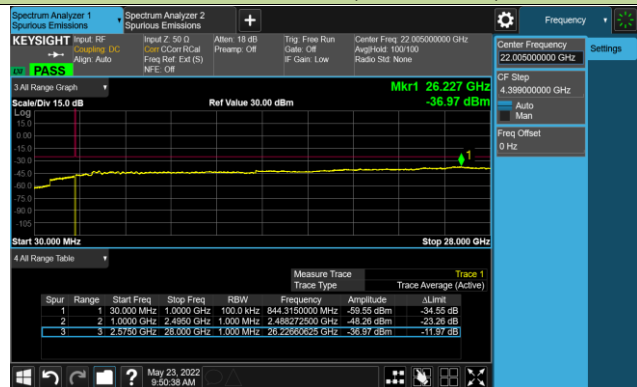 Spectrum Analyzer 1
Spurious Emissions
Spectrum Analyzer 2
Spurious Emissions
+
Frequency
KEYSIGHT
Input: RF
Coupling: DC
Align: Auto
Input Z: 50 Ω
Corr CCorr RCal
Freq Ref: Ext (S)
NFE: Off
Atten: 18 dB
Preamp: Off
Trig: Free Run
Gate: Off
IF Gain: Low
Center Freq: 22.005000000 GHz
Avg|Hold: 100/100
Radio Std: None
PASS
Center Frequency
22.005000000 GHz
Settings
CF Step
4.399000000 GHz
Auto
Man
Freq Offset
0 Hz
3 All Range Graph
Mkr1 26.227 GHz
Scale/Div 15.0 dB
Ref Value 30.00 dBm
-36.97 dBm
Log
15.0
0.00
-15.0
-30.0
-45.0
-60.0
-75.0
-90.0
-105
1
Start 30.000 MHz
Stop 28.000 GHz
4 All Range Table
Measure Trace Trace 1
Trace Type Trace Average (Active)
Spur Range Start Freq Stop Freq RBW Frequency Amplitude ΔLimit
1 1 30.000 MHz 1.0000 GHz 100.0 kHz 844.3150000 MHz -59.55 dBm -34.55 dB
2 2 1.0000 GHz 2.4950 GHz 1.000 MHz 2.488272500 GHz -48.26 dBm -23.26 dB
3 3 2.5750 GHz 28.000 GHz 1.000 MHz 26.22660625 GHz -36.97 dBm -11.97 dB
?
May 23, 2022
9:50:38 AM